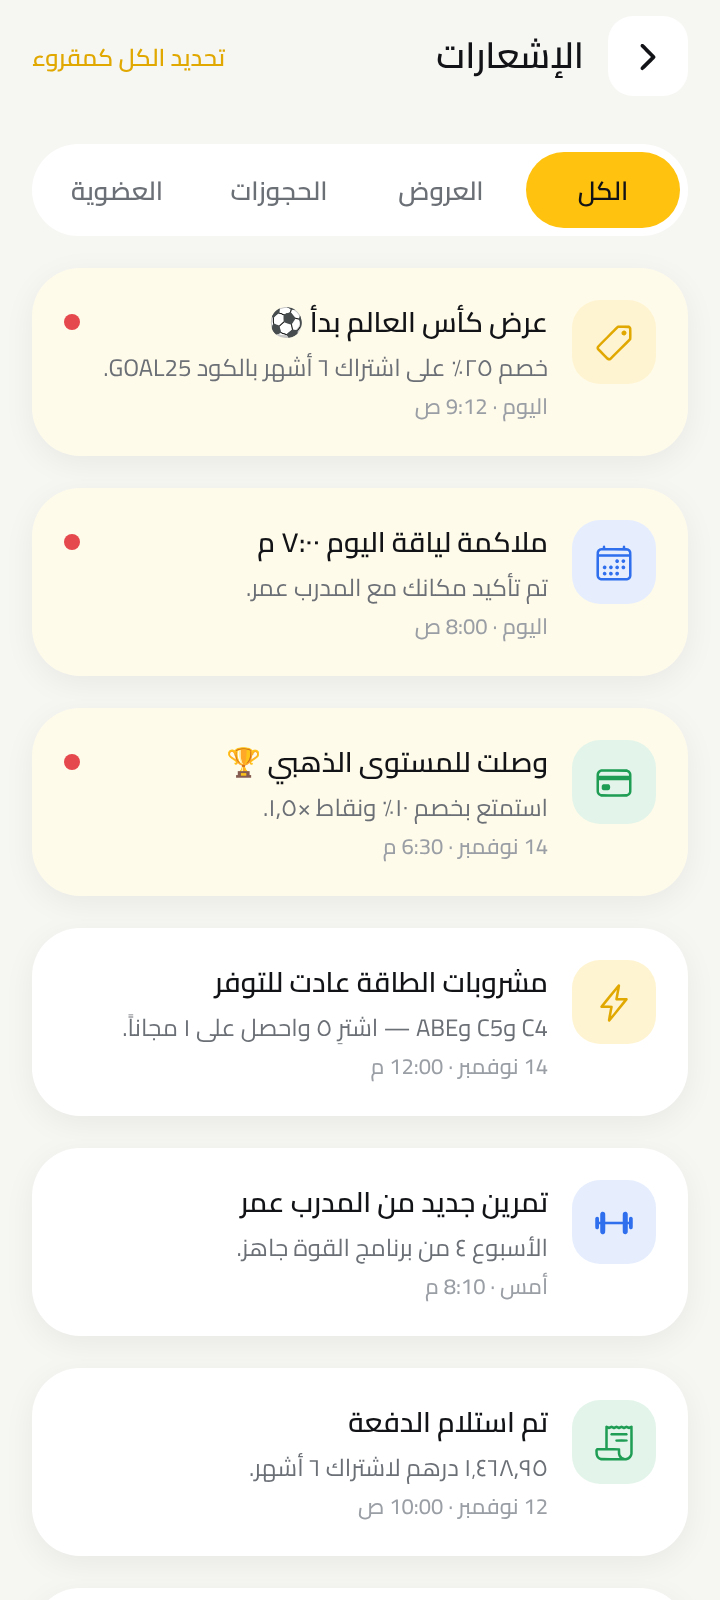 الإشعارات
تحديد الكل كمقروء
الكل العروض الحجوزات العضوية
عرض كأس العالم بدأ ⚽
خصم ٢٥٪ على اشتراك ٦ أشهر بالكود GOAL25.
اليوم · 9:12 ص
ملاكمة لياقة اليوم ٧:٠٠ م
تم تأكيد مكانك مع المدرب عمر.
اليوم · 8:00 ص
وصلت للمستوى الذهبي 🏆
استمتع بخصم ١٠٪ ونقاط ×١,٥.
14 نوفمبر · 6:30 م
مشروبات الطاقة عادت للتوفر
C4 وC5 وABE — اشترِ ٥ واحصل على ١ مجاناً.
14 نوفمبر · 12:00 م
تمرين جديد من المدرب عمر
الأسبوع ٤ من برنامج القوة جاهز.
أمس · 8:10 م
تم استلام الدفعة
١,٤٦٨,٩٥ درهم لاشتراك ٦ أشهر.
12 نوفمبر · 10:00 ص